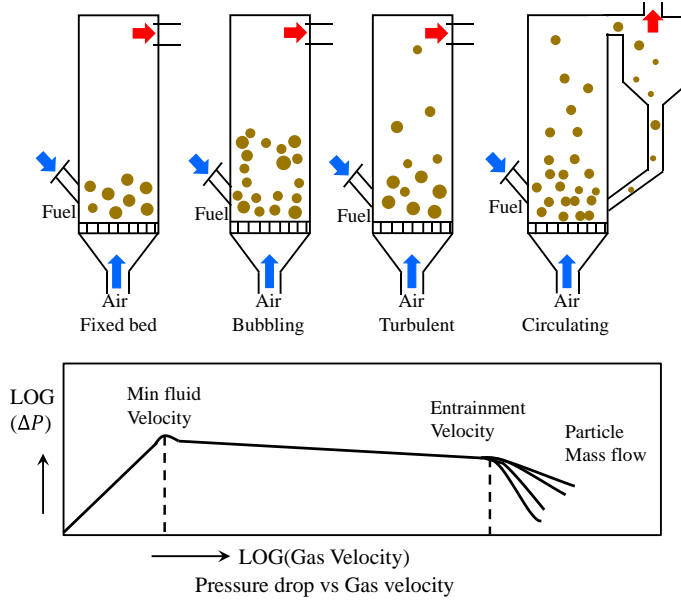 Fuel
Fuel
Fuel
Fuel
Air
Air
Air
Air
Fixed bed
Bubbling
Turbulent
Circulating
LOG
(ΔP)
Min fluid
Velocity
Entrainment
Velocity
Particle
Mass flow
LOG(Gas Velocity)
Pressure drop vs Gas velocity